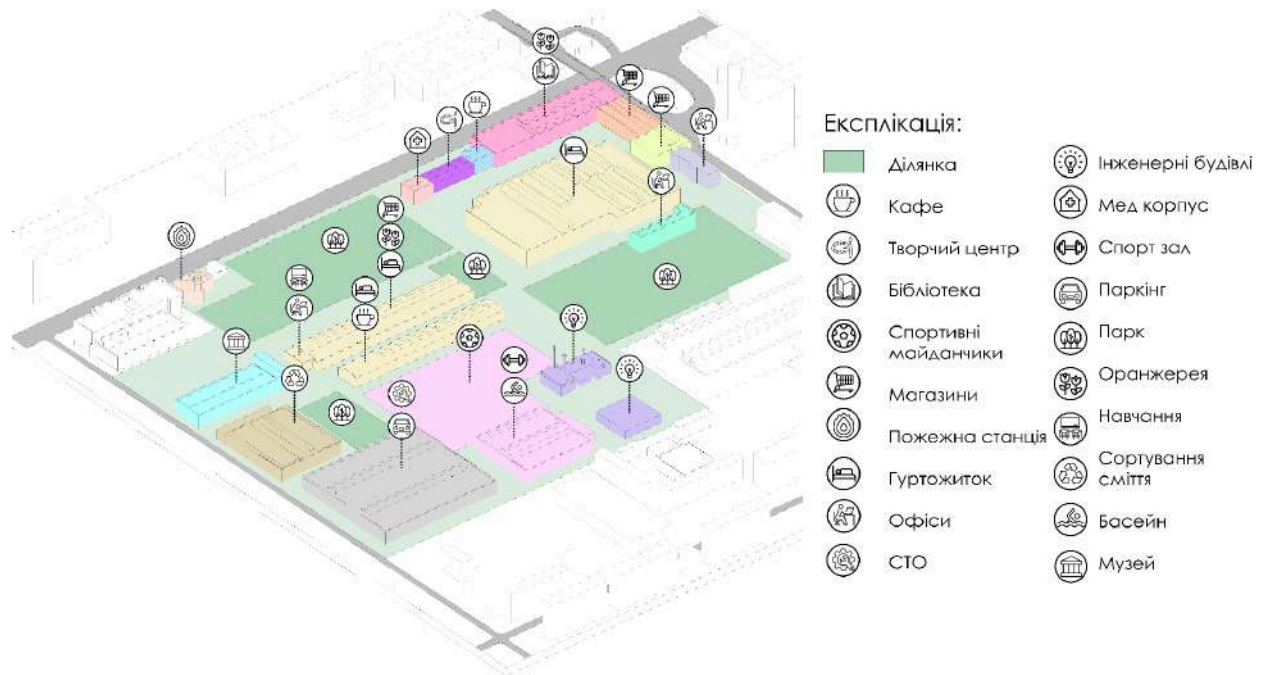 Експлікація:
Ділянка
Кафе
Творчий центр
Бібліотека
Спортивні
майданчики
Магазини
Пожежна станція
Гуртожиток
Офіси
СТО
Інженерні будівлі
Мед корпус
Спорт зал
Паркінг
Парк
Оранжерея
Навчання
Сортування
сміття
Басейн
Музей